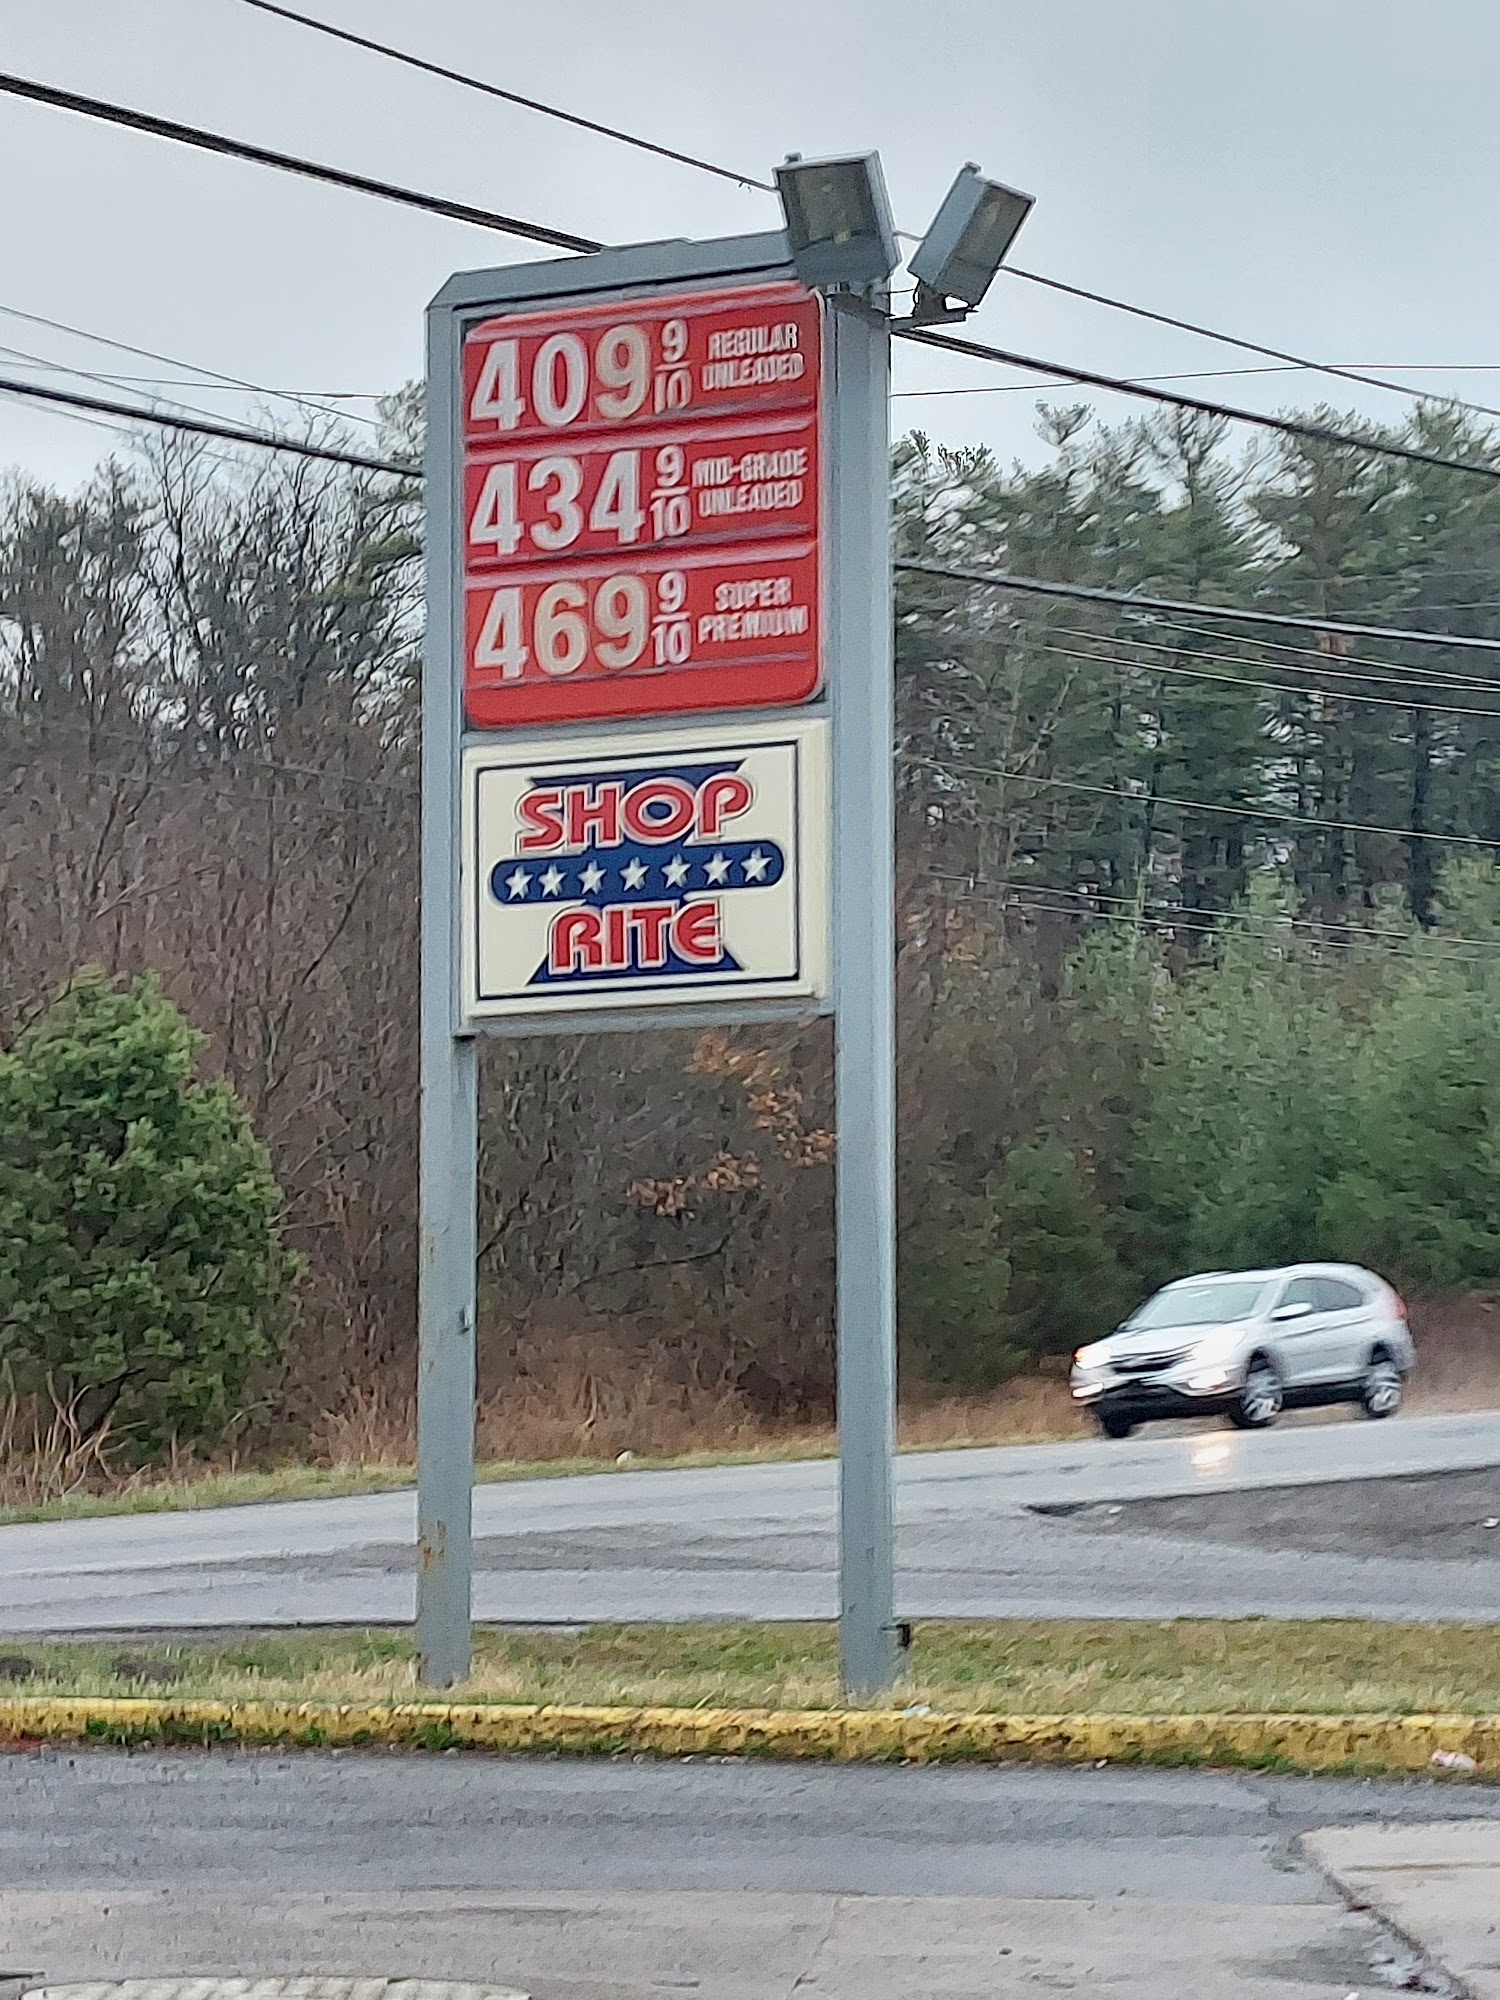 409 9/10 REGULAR
UNLEADED
434 9/10 MID-GRADE
UNLEADED
469 9/10 SUPER
PREMIUM
SHOP
RITE